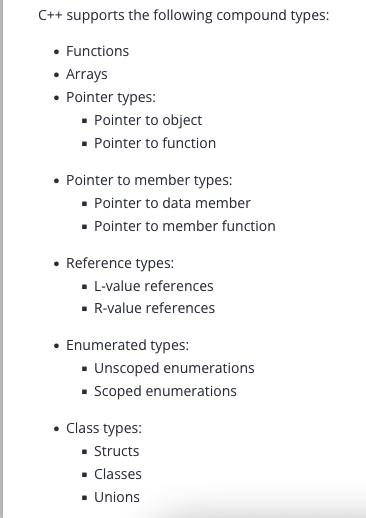 C++ supports the following compound types:
• Functions
• Arrays
• Pointer types:
▪ Pointer to object
▪ Pointer to function
• Pointer to member types:
▪ Pointer to data member
▪ Pointer to member function
• Reference types:
▪ L-value references
▪ R-value references
• Enumerated types:
▪ Unscoped enumerations
▪ Scoped enumerations
• Class types:
▪ Structs
▪ Classes
▪ Unions